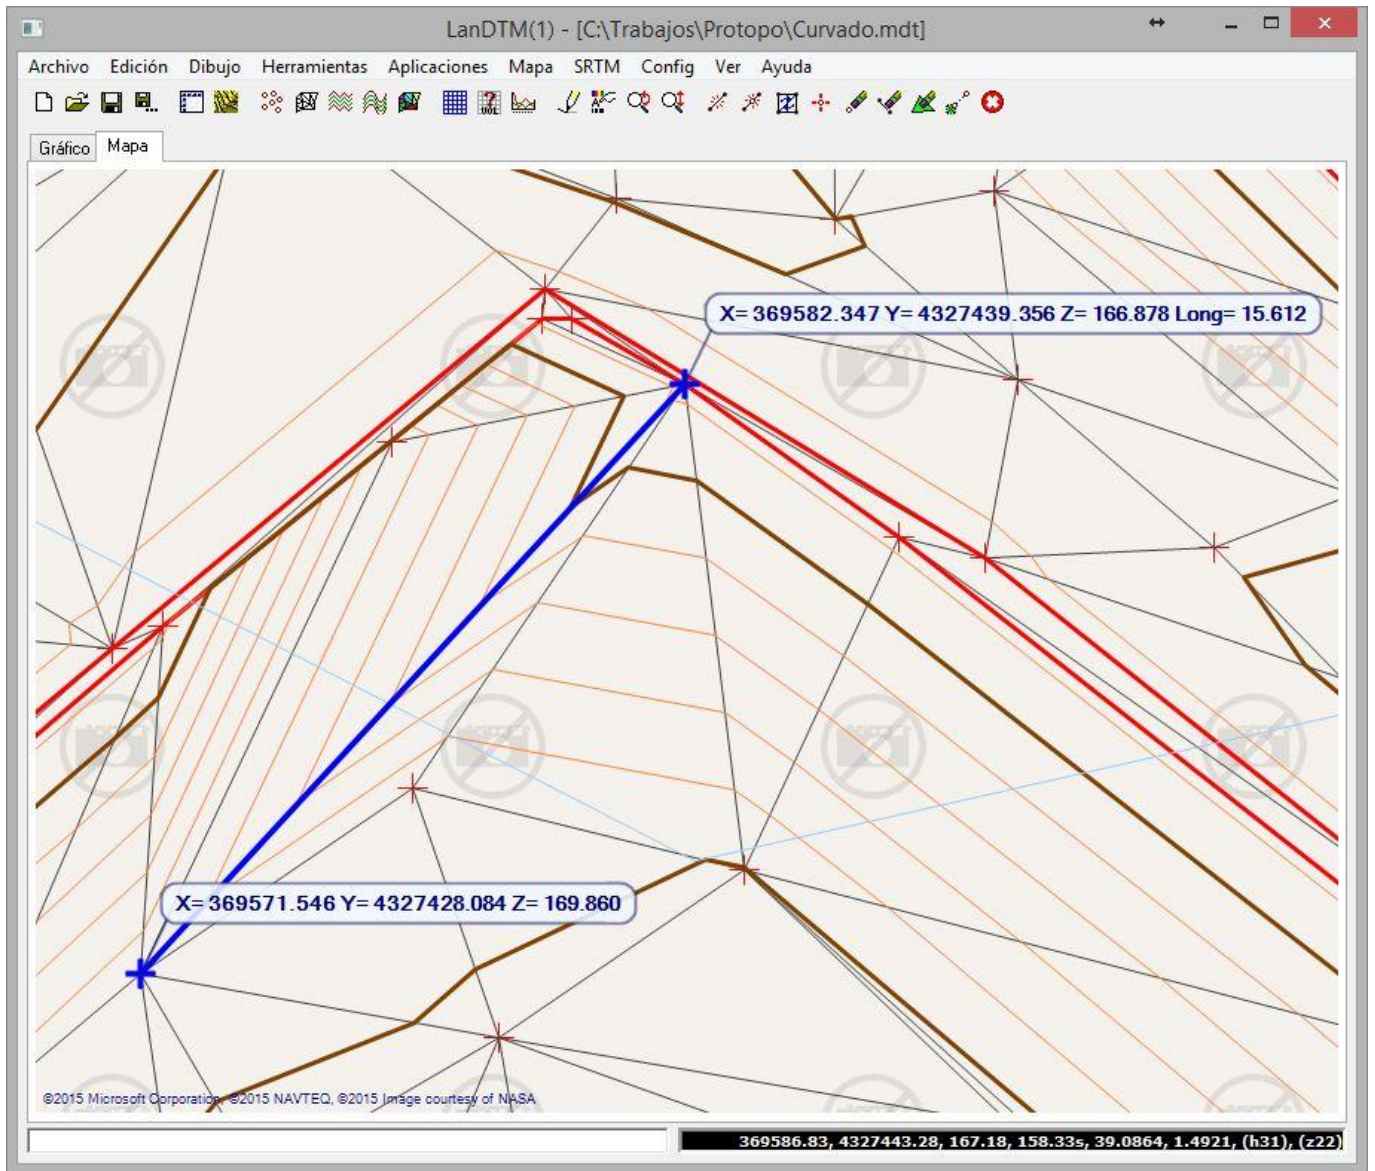 LanDTM(1) - [C:\Trabajos\Protopo\Curvado.mdt]
Archivo Edición Dibujo Herramientas Aplicaciones Mapa SRTM Config Ver Ayuda
Gráfico Mapa
X= 369582.347 Y= 4327439.356 Z= 166.878 Long= 15.612
X= 369571.546 Y= 4327428.084 Z= 169.860
©2015 Microsoft Corporation, ©2015 NAVTEQ, ©2015 Image courtesy of NASA
369586.83, 4327443.28, 167.18, 158.33s, 39.0864, 1.4921, (h31), (z22)